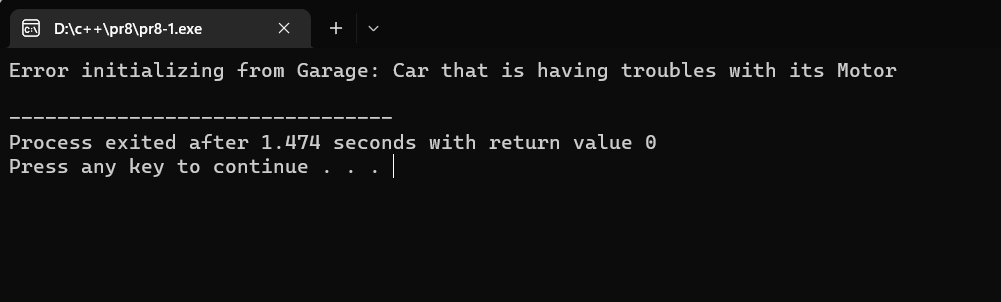 D:\c++\pr8\pr8-1.exe
Error initializing from Garage: Car that is having troubles with its Motor
--------------------------------
Process exited after 1.474 seconds with return value 0
Press any key to continue . . .